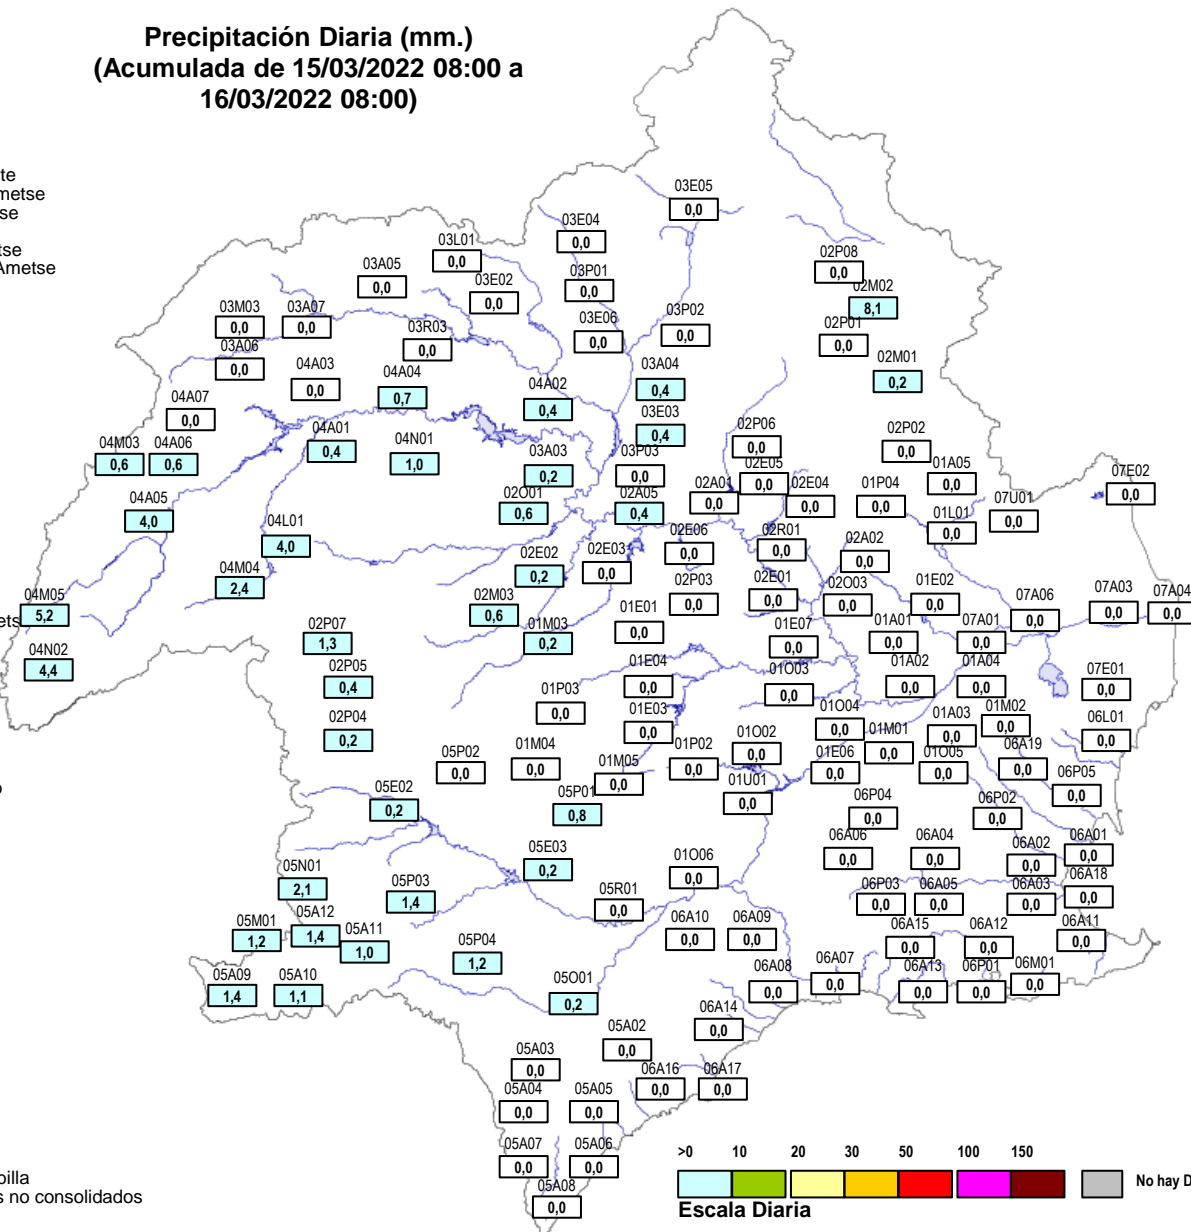 Precipitación Diaria (mm.)
(Acumulada de 15/03/2022 08:00 a
16/03/2022 08:00)
te
metse
se
tse
Ametse
03E05
0,0
03E04
0,0
03L01
0,0
02P08
0,0
03A05
0,0
03E02
0,0
03P01
0,0
02M02
8,1
03M03
0,0
03A07
0,0
03R03
0,0
03E06
0,0
03P02
0,0
02P01
0,0
03A06
0,0
04A03
0,0
04A04
0,7
04A02
0,4
03A04
0,4
02M01
0,2
04A07
0,0
03E03
0,4
04M03
0,6
04A06
0,6
04A01
0,4
04N01
1,0
03A03
0,2
03P03
0,0
02P06
0,0
02P02
0,0
02E05
0,0
01A05
0,0
07E02
0,0
04A05
4,0
02O01
0,6
02A05
0,4
02A01
0,0
02E04
0,0
01P04
0,0
07U01
0,0
04L01
4,0
01L01
0,0
02E06
0,0
02R01
0,0
02A02
0,0
04M04
2,4
02E02
0,2
02E03
0,0
04M05
5,2
ets
02M03
0,6
02P03
0,0
02E01
0,0
02O03
0,0
01E02
0,0
07A06
0,0
07A03
0,0
07A04
0,0
02P07
1,3
01M03
0,2
01E01
0,0
01E07
0,0
01A01
0,0
07A01
0,0
04N02
4,4
02P05
0,4
01E04
0,0
01O03
0,0
01A02
0,0
01A04
0,0
07E01
0,0
02P04
0,2
01P03
0,0
01E03
0,0
01O04
0,0
01A03
0,0
01M02
0,0
06L01
0,0
05P02
0,0
01M04
0,0
01M05
0,0
01P02
0,0
01O02
0,0
01E06
0,0
01M01
0,0
01O05
0,0
06A19
0,0
o
05E02
0,2
05P01
0,8
01U01
0,0
06P05
0,0
06P04
0,0
06P02
0,0
05E03
0,2
01O06
0,0
06A06
0,0
06A04
0,0
06A02
0,0
06A01
0,0
05N01
2,1
05P03
1,4
05R01
0,0
06P03
0,0
06A05
0,0
06A03
0,0
06A18
0,0
05M01
1,2
05A12
1,4
05A11
1,0
06A10
0,0
06A09
0,0
06A15
0,0
06A12
0,0
06A11
0,0
05P04
1,2
05A09
1,4
05A10
1,1
05O01
0,2
06A08
0,0
06A07
0,0
06A13
0,0
06P01
0,0
06M01
0,0
06A14
0,0
05A02
0,0
05A03
0,0
06A16
0,0
06A17
0,0
05A04
0,0
05A05
0,0
05A07
0,0
05A06
0,0
05A08
0,0
illa
s no consolidados
>0 10 20 30 50 100 150
No hay D
Escala Diaria